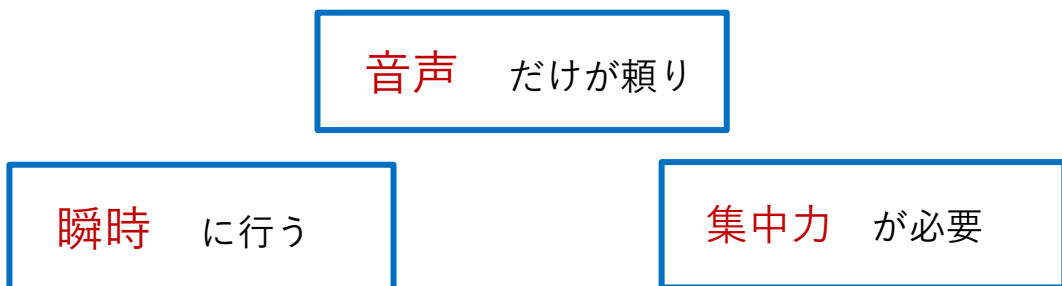 音声 だけが頼り
瞬時 に行う
集中力 が必要